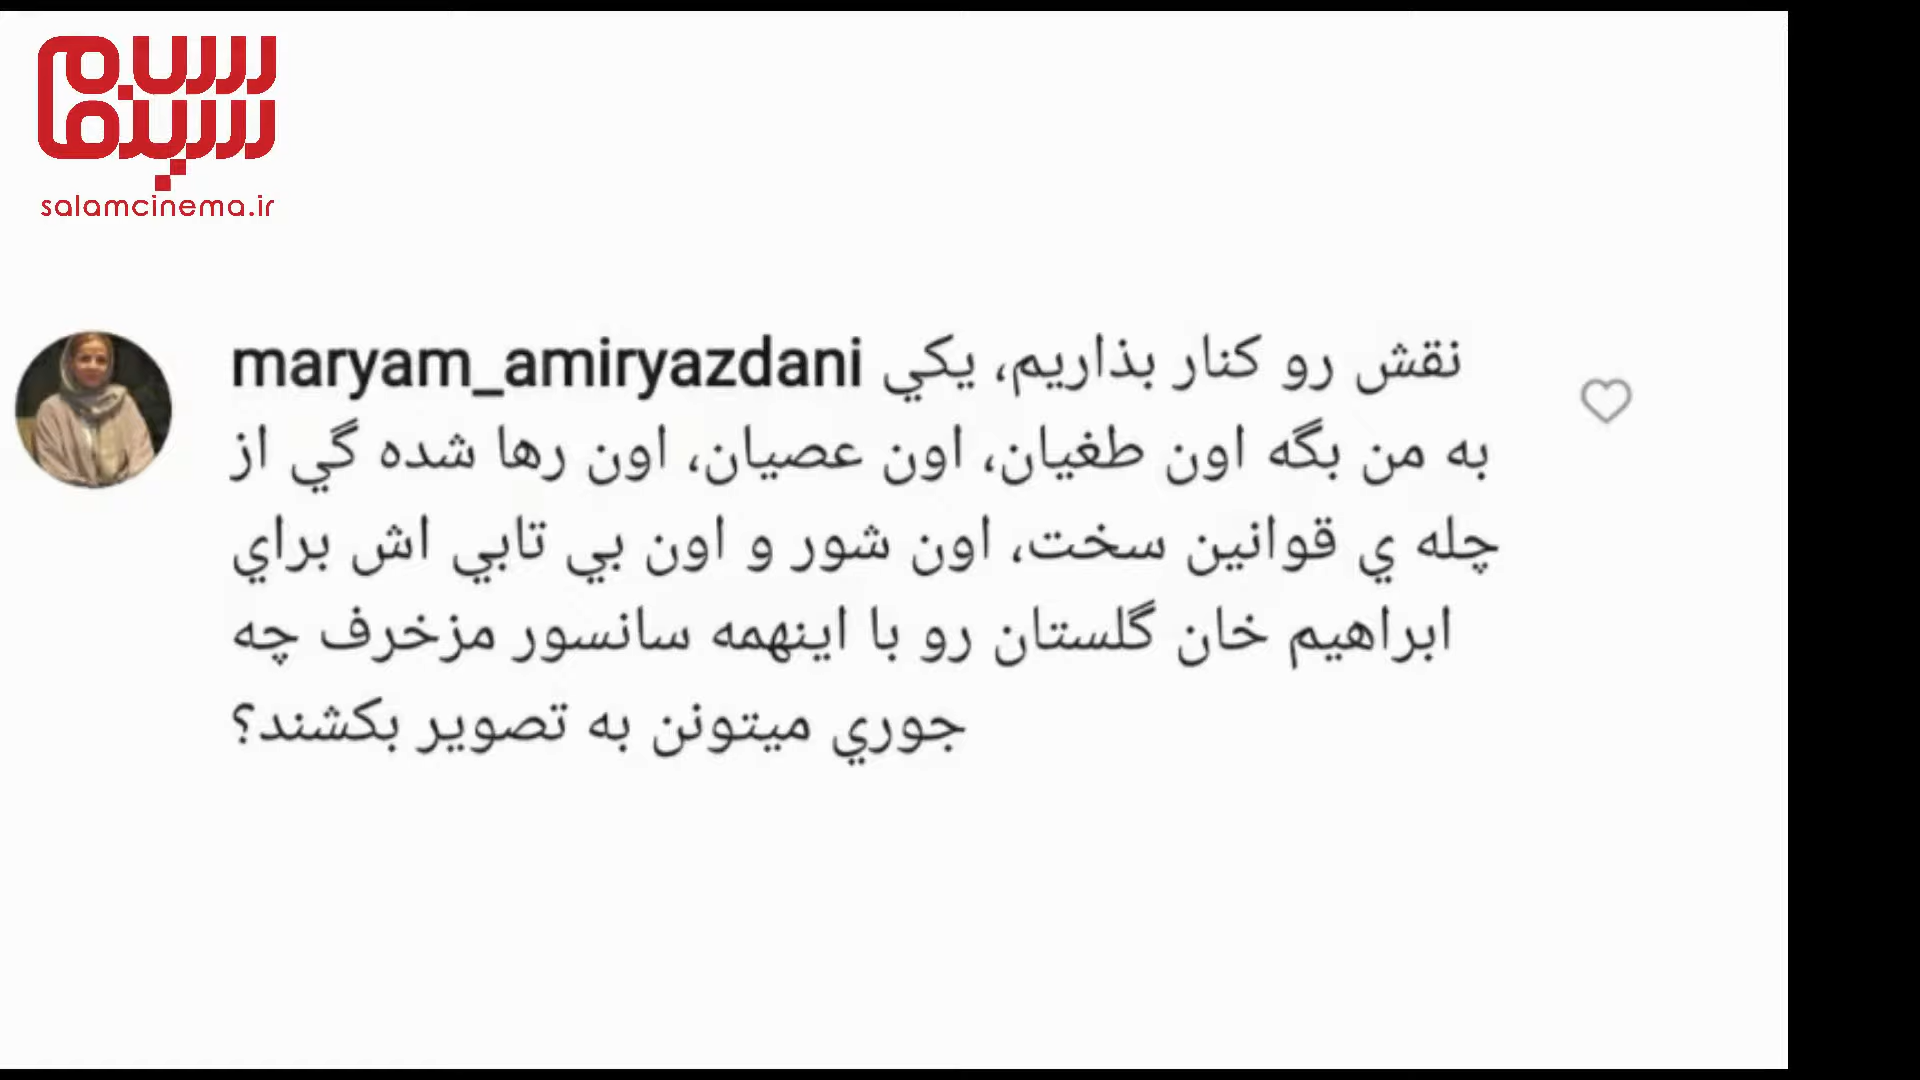 سلام
سینما
salamcinema.ir
maryam_amiryazdani نقش رو کنار بذاریم، یکي
به من بگه اون طغیان، اون عصیان، اون رها شده گي از
چله ي قوانین سخت، اون شور و اون بي تابي اش براي
ابراهیم خان گلستان رو با اینهمه سانسور مزخرف چه
جوري میتونن به تصویر بکشند؟